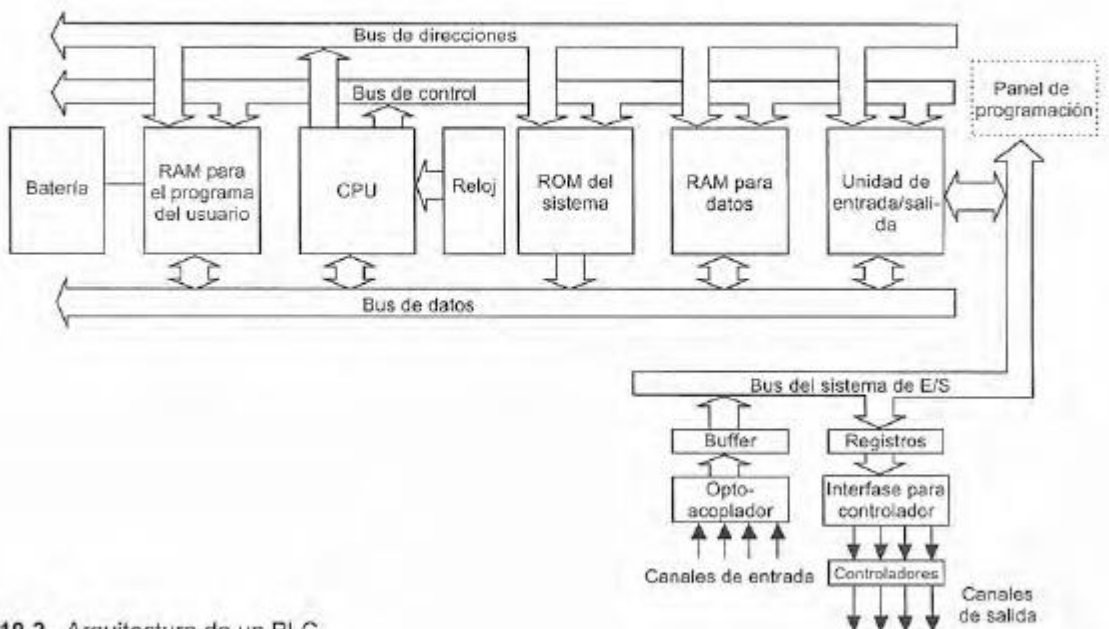 Bus de direcciones
Bus de control
Panel de
programación
Batería
RAM para
el programa
del usuario
CPU
Reloj
ROM del
sistema
RAM para
datos
Unidad de
entrada/sali-
da
Bus de datos
Bus del sistema de E/S
Buffer
Registros
Opto-
acoplador
Interfase para
controlador
Canales de entrada
Controladores
Canales
de salida
Arquitectura de un PLC